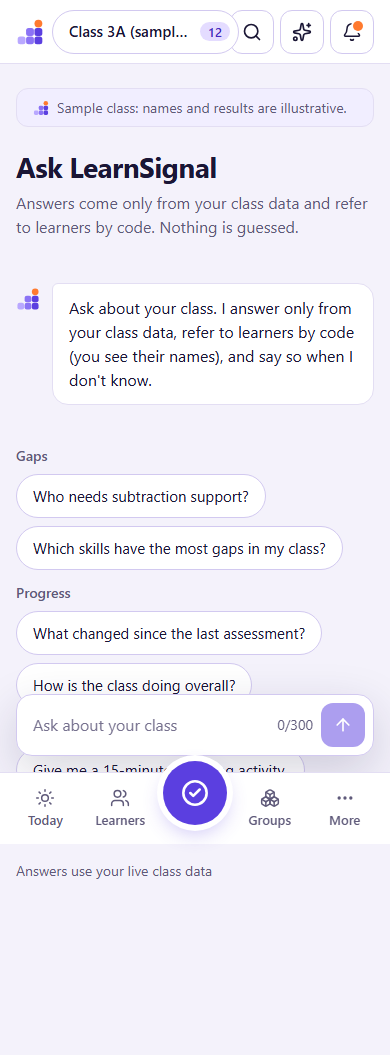 Class 3A (sampl... 12
Sample class: names and results are illustrative.
Ask LearnSignal
Answers come only from your class data and refer
to learners by code. Nothing is guessed.
Ask about your class. I answer only from
your class data, refer to learners by code
(you see their names), and say so when I
don't know.
Gaps
Who needs subtraction support?
Which skills have the most gaps in my class?
Progress
What changed since the last assessment?
How is the class doing overall?
Ask about your class 0/300
Give me a 15-minut g activity
Today Learners Groups More
Answers use your live class data